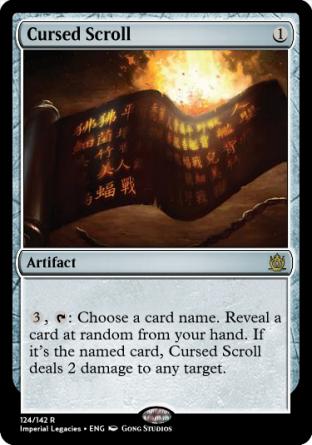 Cursed Scroll 1
Artifact
3, T: Choose a card name. Reveal a
card at random from your hand. If
it's the named card, Cursed Scroll
deals 2 damage to any target.
124/142 R
Imperial Legacies • ENG Gong Studios